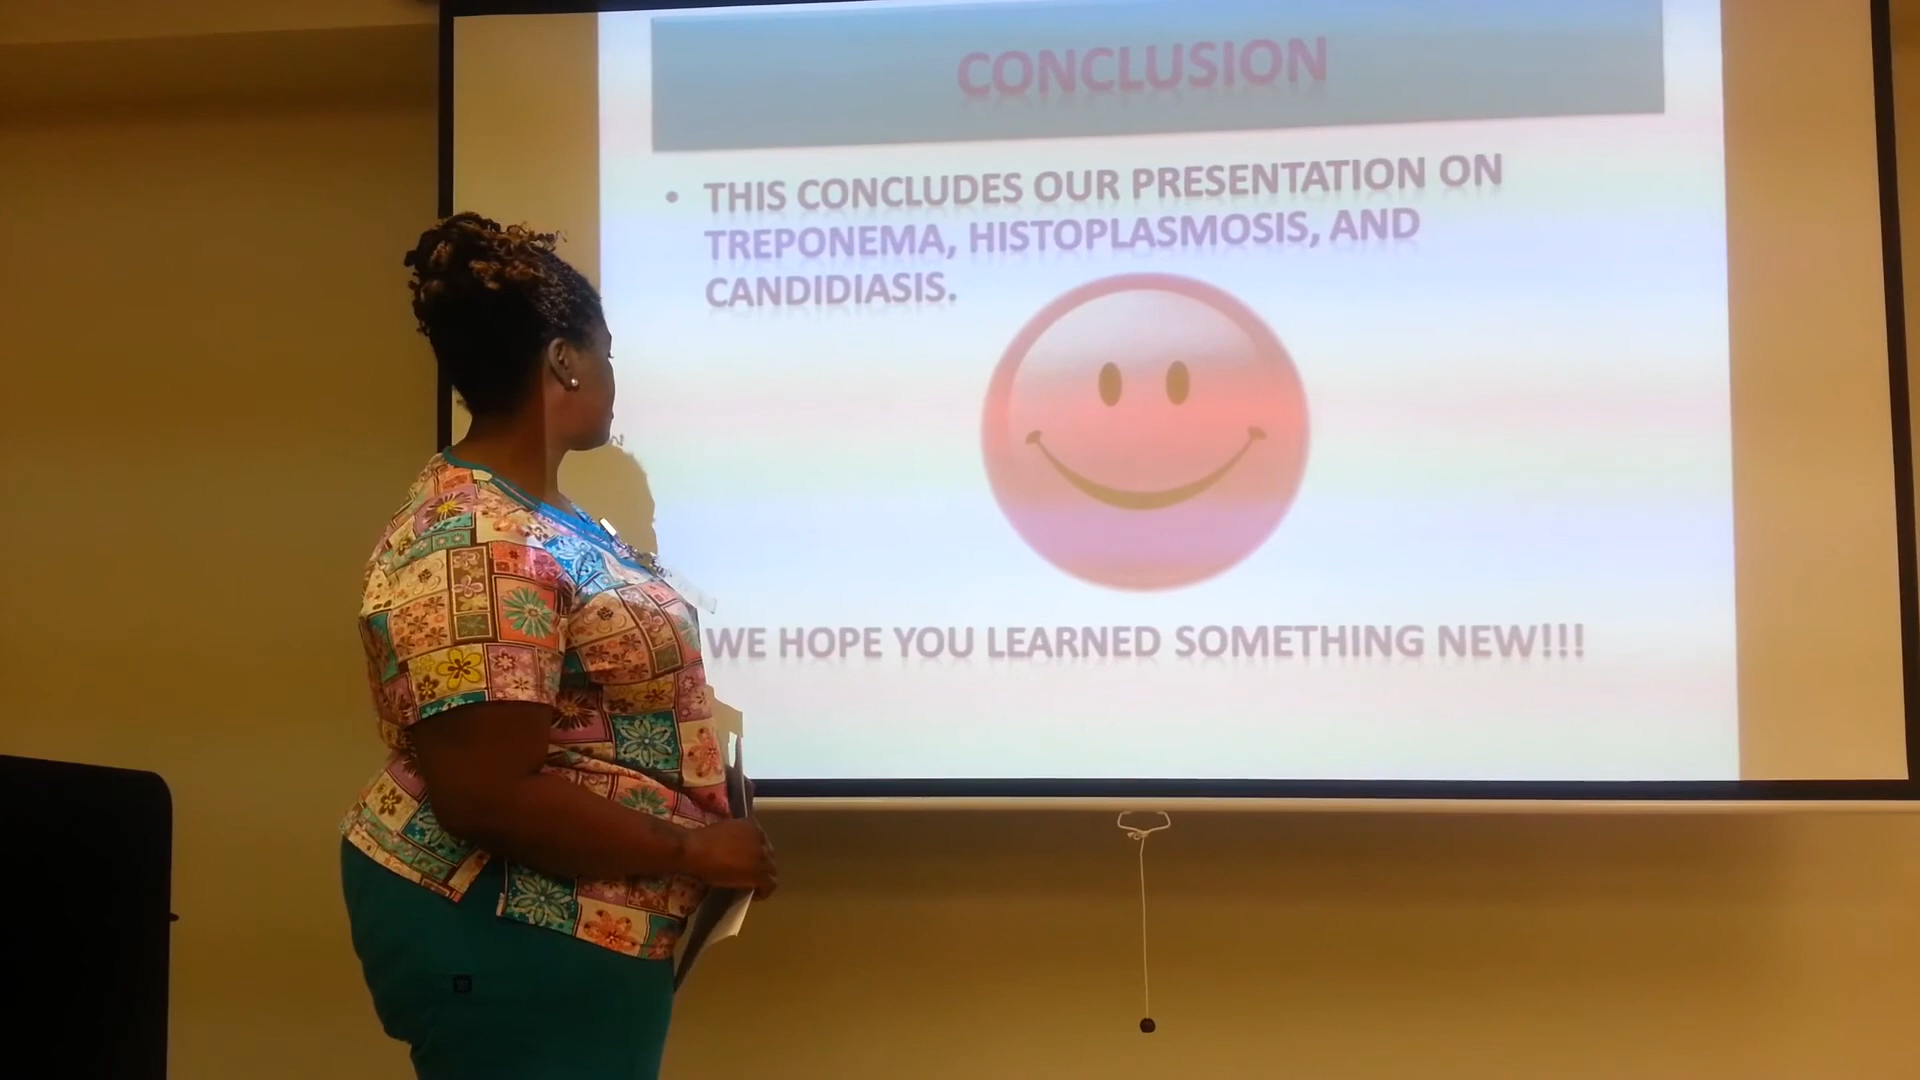 CONCLUSION
• THIS CONCLUDES OUR PRESENTATION ON
TREPONEMA, HISTOPLASMOSIS, AND
CANDIDIASIS.
WE HOPE YOU LEARNED SOMETHING NEW!!!